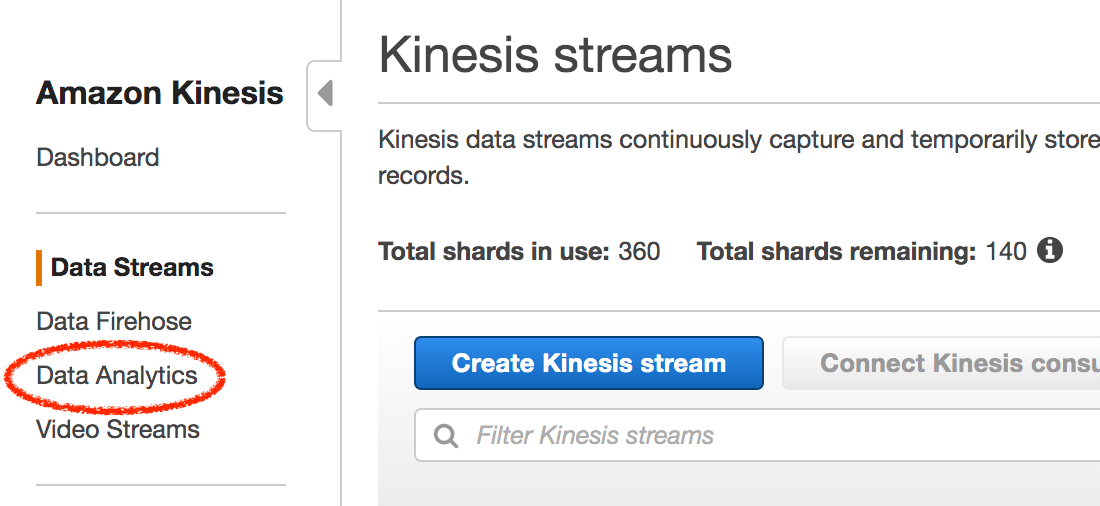 Amazon Kinesis
Dashboard
Data Streams
Data Firehose
Data Analytics
Video Streams
Kinesis streams
Kinesis data streams continuously capture and temporarily store
records.
Total shards in use: 360 Total shards remaining: 140
Create Kinesis stream Connect Kinesis consu
Filter Kinesis streams